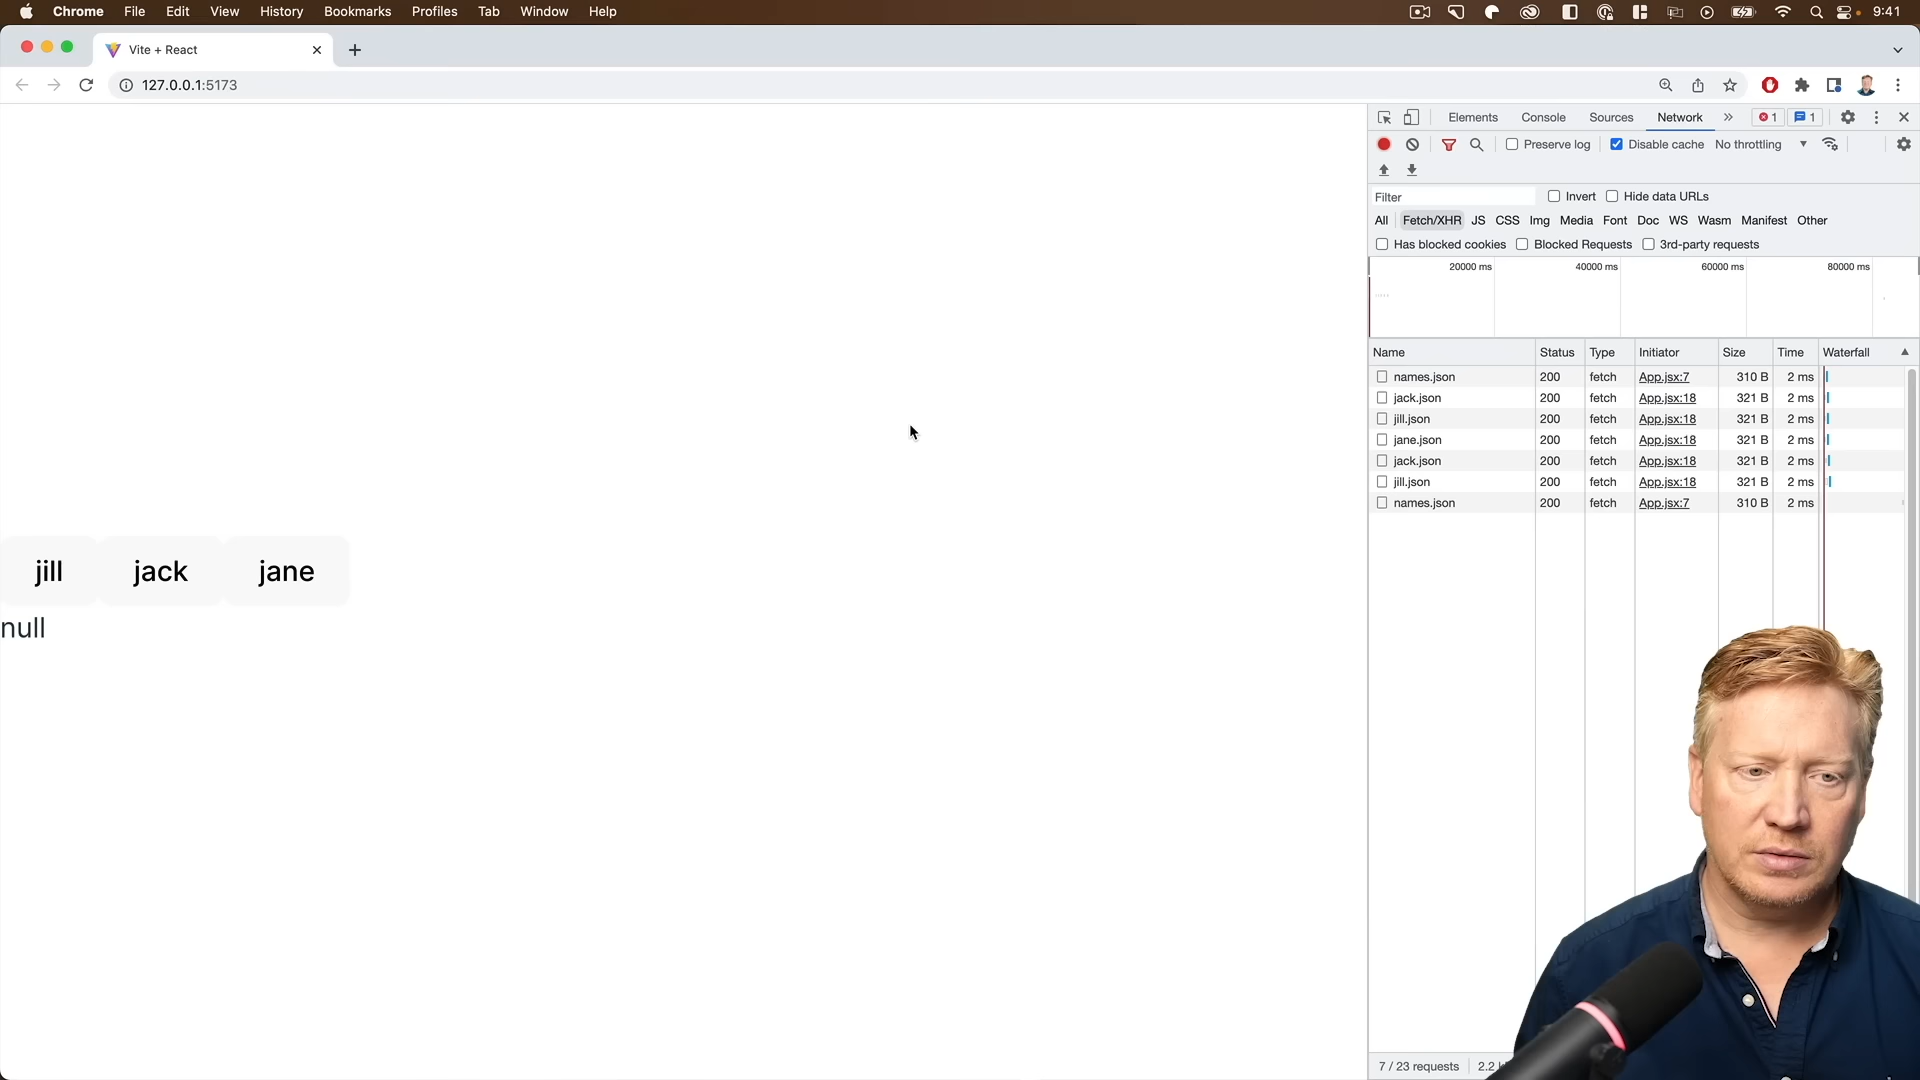 Chrome File Edit View History Bookmarks Profiles Tab Window Help 9:41
Vite + React
127.0.0.1:5173
Elements Console Sources Network 1 1
Preserve log Disable cache No throttling
Filter Invert Hide data URLs
All Fetch/XHR JS CSS Img Media Font Doc WS Wasm Manifest Other
Has blocked cookies Blocked Requests 3rd-party requests
20000 ms 40000 ms 60000 ms 80000 ms
Name Status Type Initiator Size Time Waterfall
names.json 200 fetch App.jsx:7 310 B 2 ms
jack.json 200 fetch App.jsx:18 321 B 2 ms
jill.json 200 fetch App.jsx:18 321 B 2 ms
jane.json 200 fetch App.jsx:18 321 B 2 ms
jack.json 200 fetch App.jsx:18 321 B 2 ms
jill.json 200 fetch App.jsx:18 321 B 2 ms
names.json 200 fetch App.jsx:7 310 B 2 ms
jill jack jane
null
7 / 23 requests 2.2